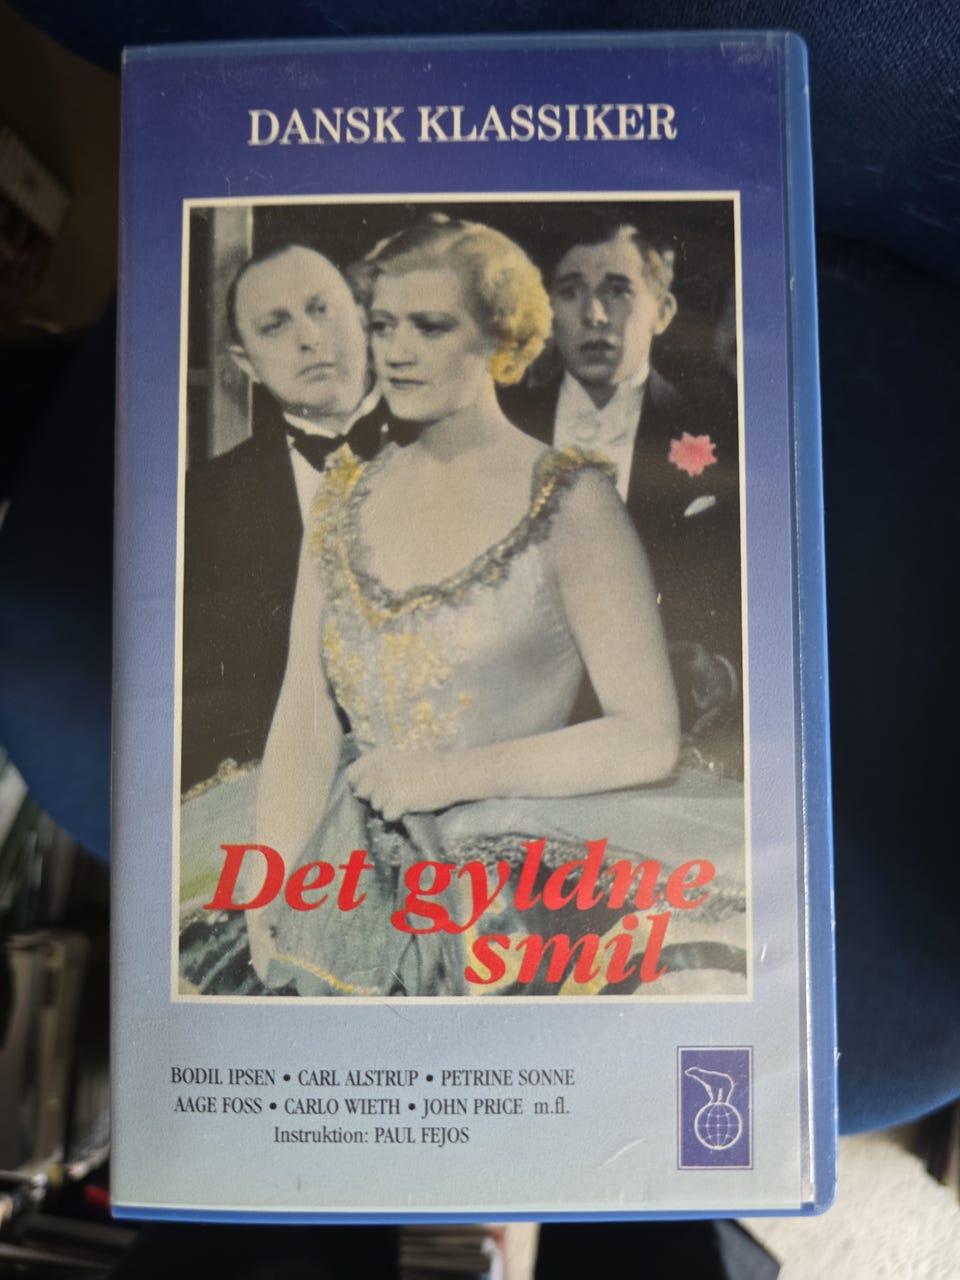 DANSK KLASSIKER
Det gyldne
smil
BODIL IPSEN • CARL ALSTRUP • PETRINE SONNE
AAGE FOSS • CARLO WIETH • JOHN PRICE m.fl.
Instruktion: PAUL FEJOS